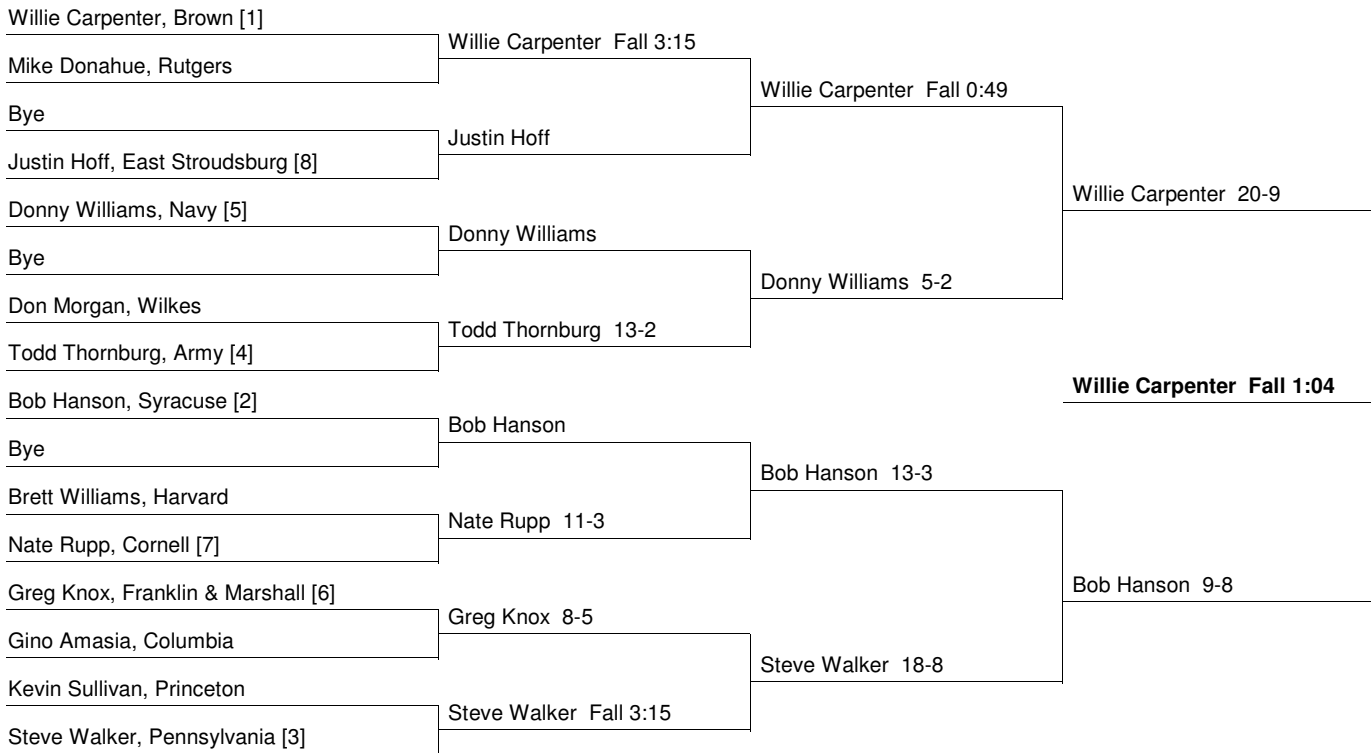 Willie Carpenter, Brown [1]
Mike Donahue, Rutgers
Bye
Justin Hoff, East Stroudsburg [8]
Donny Williams, Navy [5]
Bye
Don Morgan, Wilkes
Todd Thornburg, Army [4]
Bob Hanson, Syracuse [2]
Bye
Brett Williams, Harvard
Nate Rupp, Cornell [7]
Greg Knox, Franklin & Marshall [6]
Gino Amasia, Columbia
Kevin Sullivan, Princeton
Steve Walker, Pennsylvania [3]
Willie Carpenter Fall 3:15
Justin Hoff
Donny Williams
Todd Thornburg 13-2
Bob Hanson
Nate Rupp 11-3
Greg Knox 8-5
Steve Walker Fall 3:15
Willie Carpenter Fall 0:49
Donny Williams 5-2
Bob Hanson 13-3
Steve Walker 18-8
Willie Carpenter 20-9
Willie Carpenter Fall 1:04
Bob Hanson 9-8